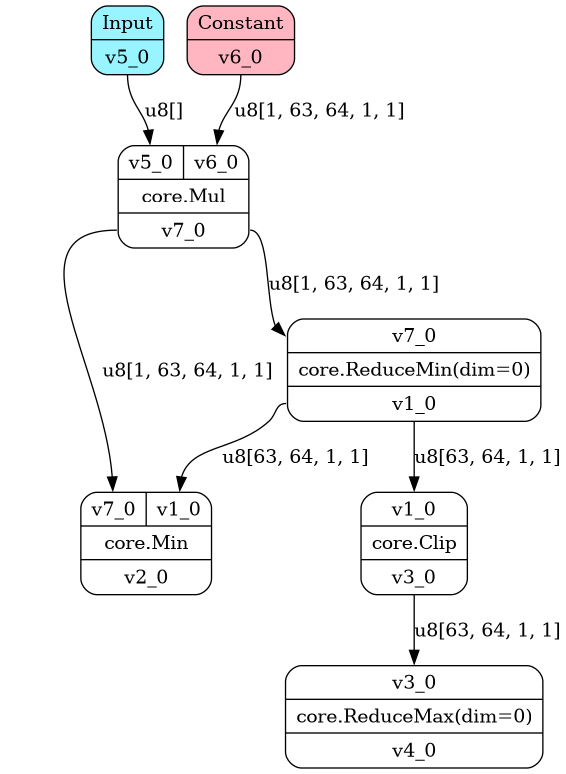 Input
v5_0
Constant
v6_0
u8[]
u8[1, 63, 64, 1, 1]
v5_0
v6_0
core.Mul
v7_0
u8[1, 63, 64, 1, 1]
v7_0
core.ReduceMin(dim=0)
v1_0
u8[1, 63, 64, 1, 1]
u8[63, 64, 1, 1]
u8[63, 64, 1, 1]
v7_0
v1_0
core.Min
v2_0
v1_0
core.Clip
v3_0
u8[63, 64, 1, 1]
v3_0
core.ReduceMax(dim=0)
v4_0